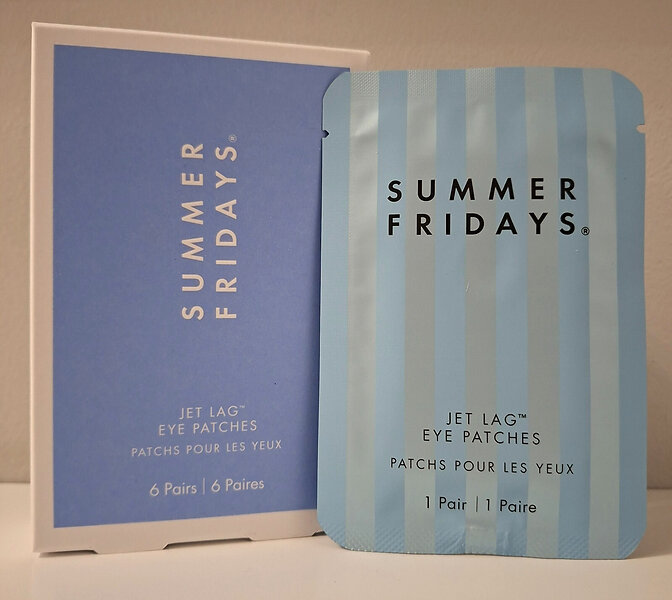 SUMMER
FRIDAYS®
JET LAG™
EYE PATCHES
PATCHS POUR LES YEUX
6 Pairs | 6 Paires
SUMMER
FRIDAYS®
JET LAG™
EYE PATCHES
PATCHS POUR LES YEUX
1 Pair | 1 Paire